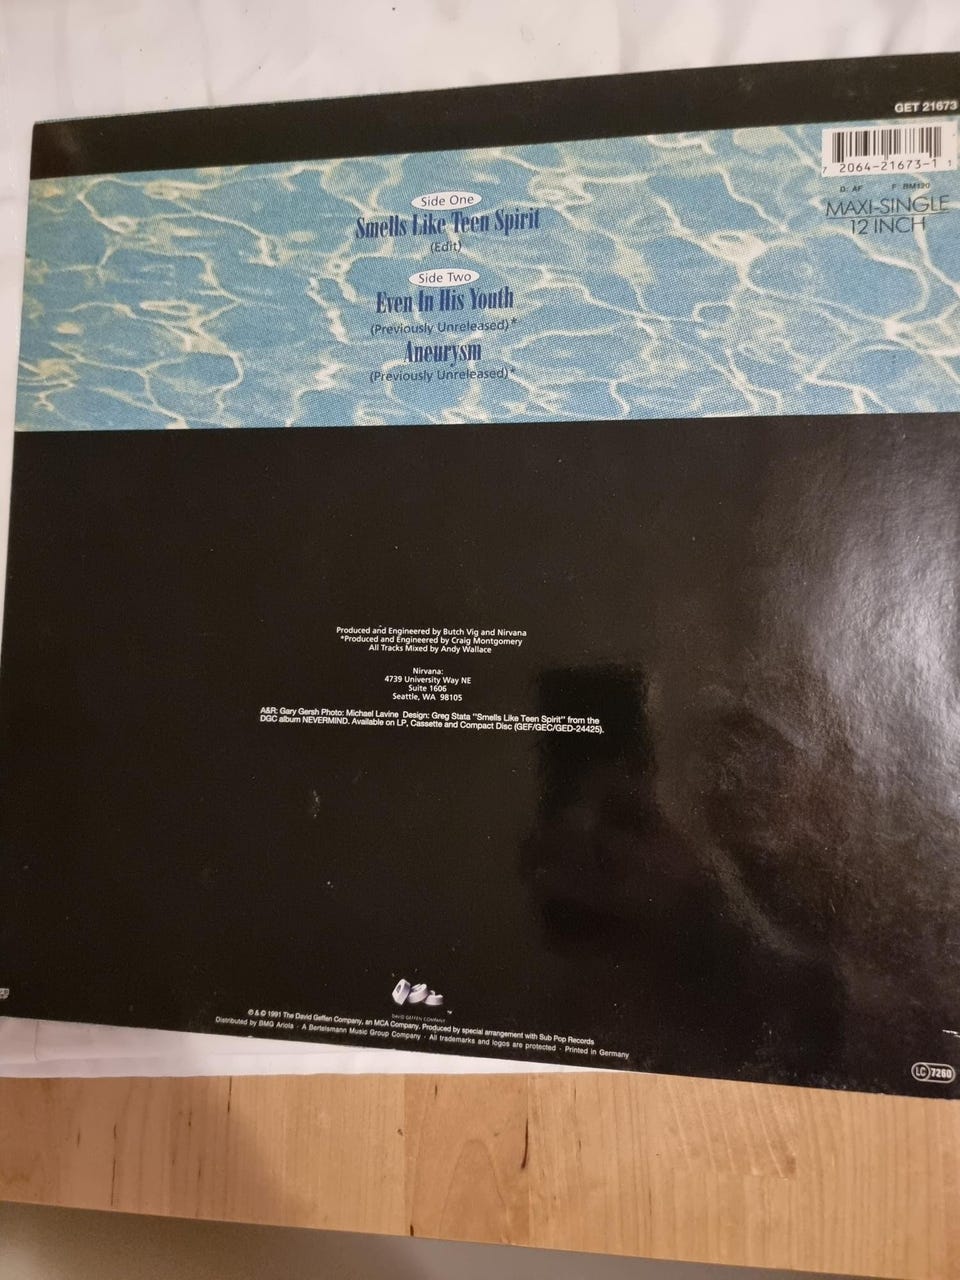 GET 21673
7 2064-21673-1 1
D: AF F: BM120
MAXI-SINGLE
12 INCH
Side One
Smells Like Teen Spirit
(Edit)
Side Two
Even In His Youth
(Previously Unreleased)*
Aneurysm
(Previously Unreleased)*
Produced and Engineered by Butch Vig and Nirvana
*Produced and Engineered by Craig Montgomery
All Tracks Mixed by Andy Wallace
Nirvana:
4739 University Way NE
Suite 1606
Seattle, WA 98105
A&R: Gary Gersh Photo: Michael Lavine Design: Greg Stata "Smells Like Teen Spirit" from the
DGC album NEVERMIND. Available on LP, Cassette and Compact Disc (GEF/GEC/GED-24425).
DGC
DAVID GEFFEN COMPANY
℗ & © 1991 The David Geffen Company, an MCA Company. Produced by special arrangement with Sub Pop Records
Distributed by BMG Ariola · A Bertelsmann Music Group Company · All trademarks and logos are protected · Printed in Germany
LC 7260